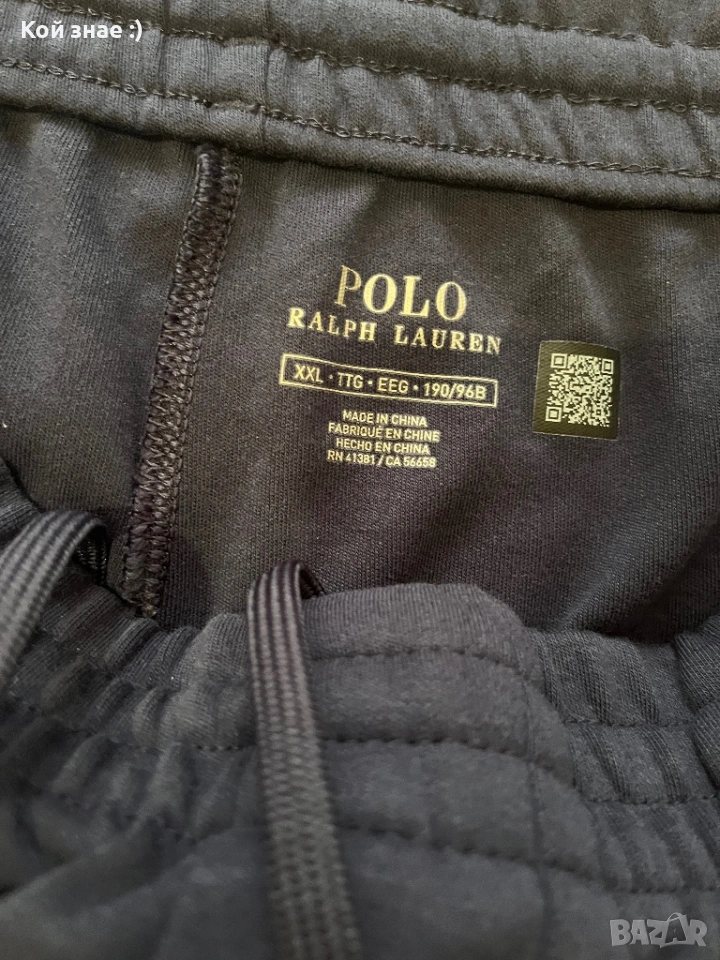 Кой знае :)
POLO
RALPH LAUREN
XXL • TTG • EEG • 190/96B
MADE IN CHINA
FABRIQUÉ EN CHINE
HECHO EN CHINA
RN 41381 / CA 56658
BAZAR